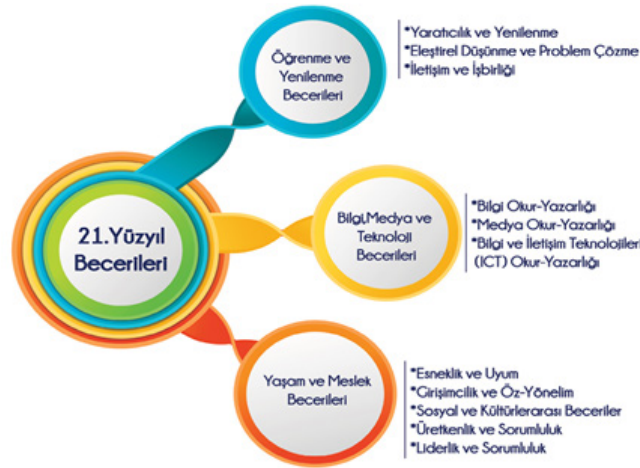 21.Yüzyıl
Becerileri
Öğrenme ve
Yenilenme
Becerileri
*Yaratıcılık ve Yenilenme
*Eleştirel Düşünme ve Problem Çözme
*İletişim ve İşbirliği
Bilgi,Medya ve
Teknoloji
Becerileri
*Bilgi Okur-Yazarlığı
*Medya Okur-Yazarlığı
*Bilgi ve İletişim Teknolojileri
(ICT) Okur-Yazarlığı
Yaşam ve Meslek
Becerileri
*Esneklik ve Uyum
*Girişimcilik ve Öz-Yönelim
*Sosyal ve Kültürlerarası Beceriler
*Üretkenlik ve Sorumluluk
*Liderlik ve Sorumluluk